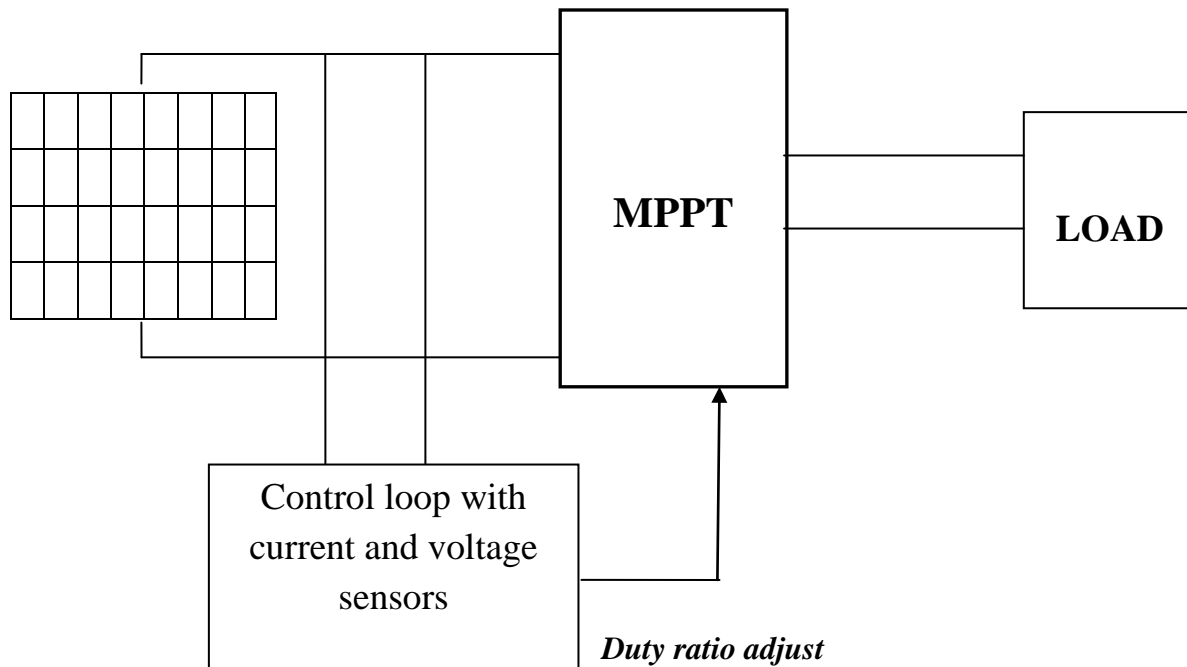 MPPT
LOAD
Control loop with
current and voltage
sensors
Duty ratio adjust